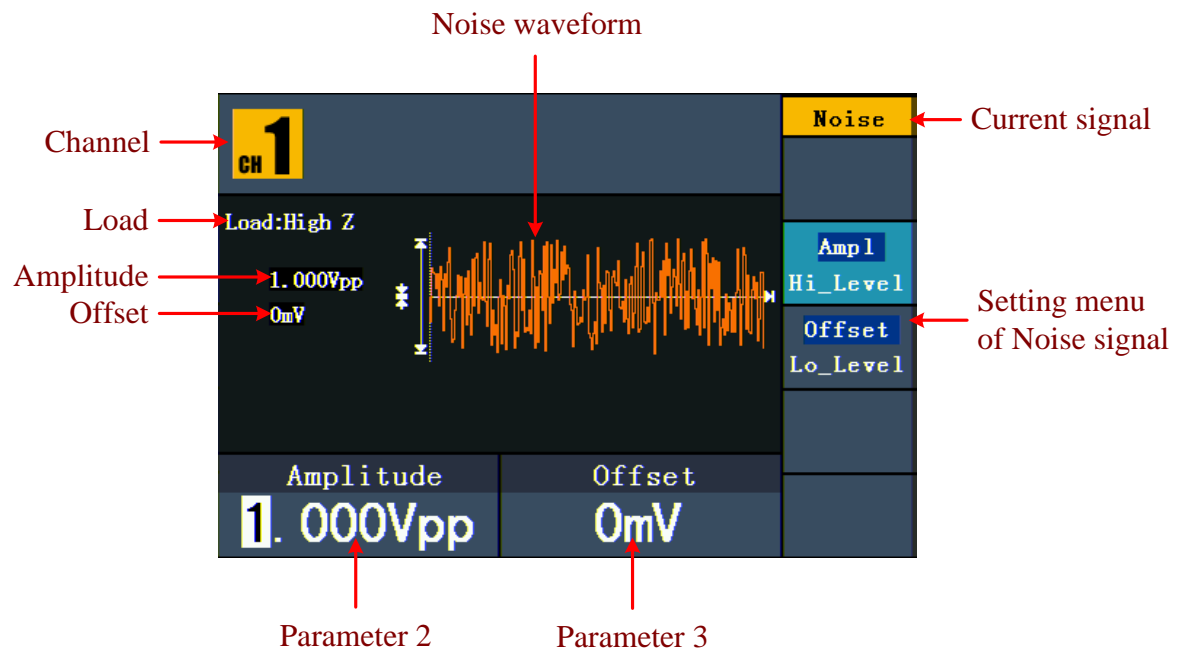 Noise waveform
Channel
CH 1
Noise
Current signal
Load
Load:High Z
Amplitude
1.000Vpp
Offset
0mV
Ampl
Hi_Level
Offset
Lo_Level
Setting menu
of Noise signal
Amplitude
Offset
1.000Vpp
0mV
Parameter 2
Parameter 3